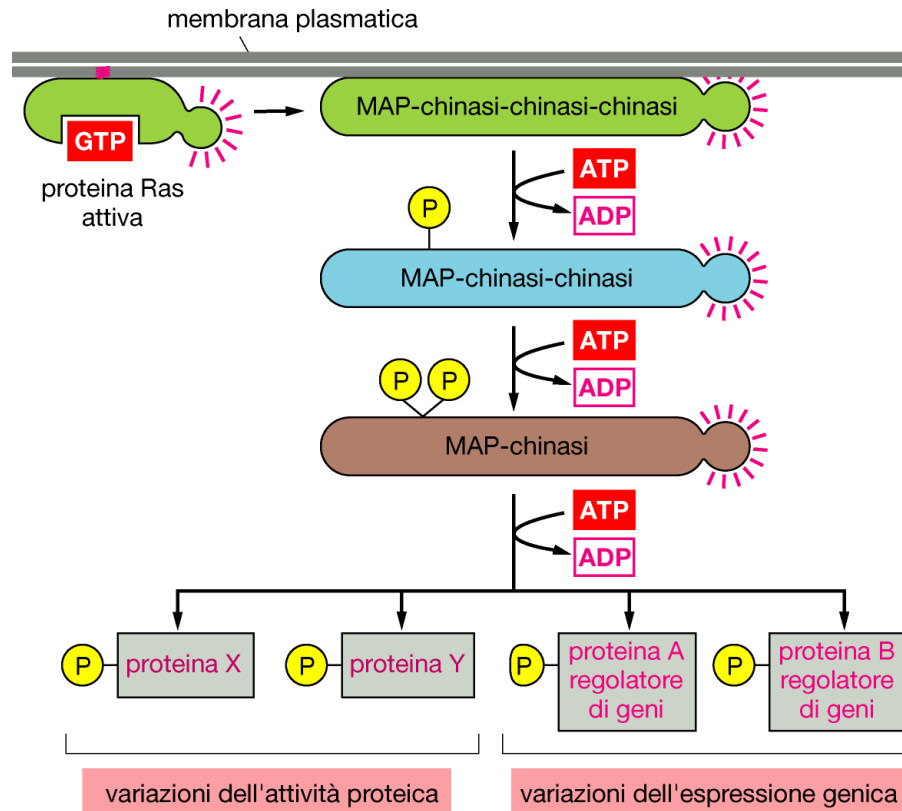 membrana plasmatica
MAP-chinasi-chinasi-chinasi
GTP
proteina Ras
attiva
ATP
ADP
P
MAP-chinasi-chinasi
ATP
ADP
P P
MAP-chinasi
ATP
ADP
P
proteina X
P
proteina Y
P
proteina A
regolatore
di geni
P
proteina B
regolatore
di geni
variazioni dell'attività proteica
variazioni dell'espressione genica